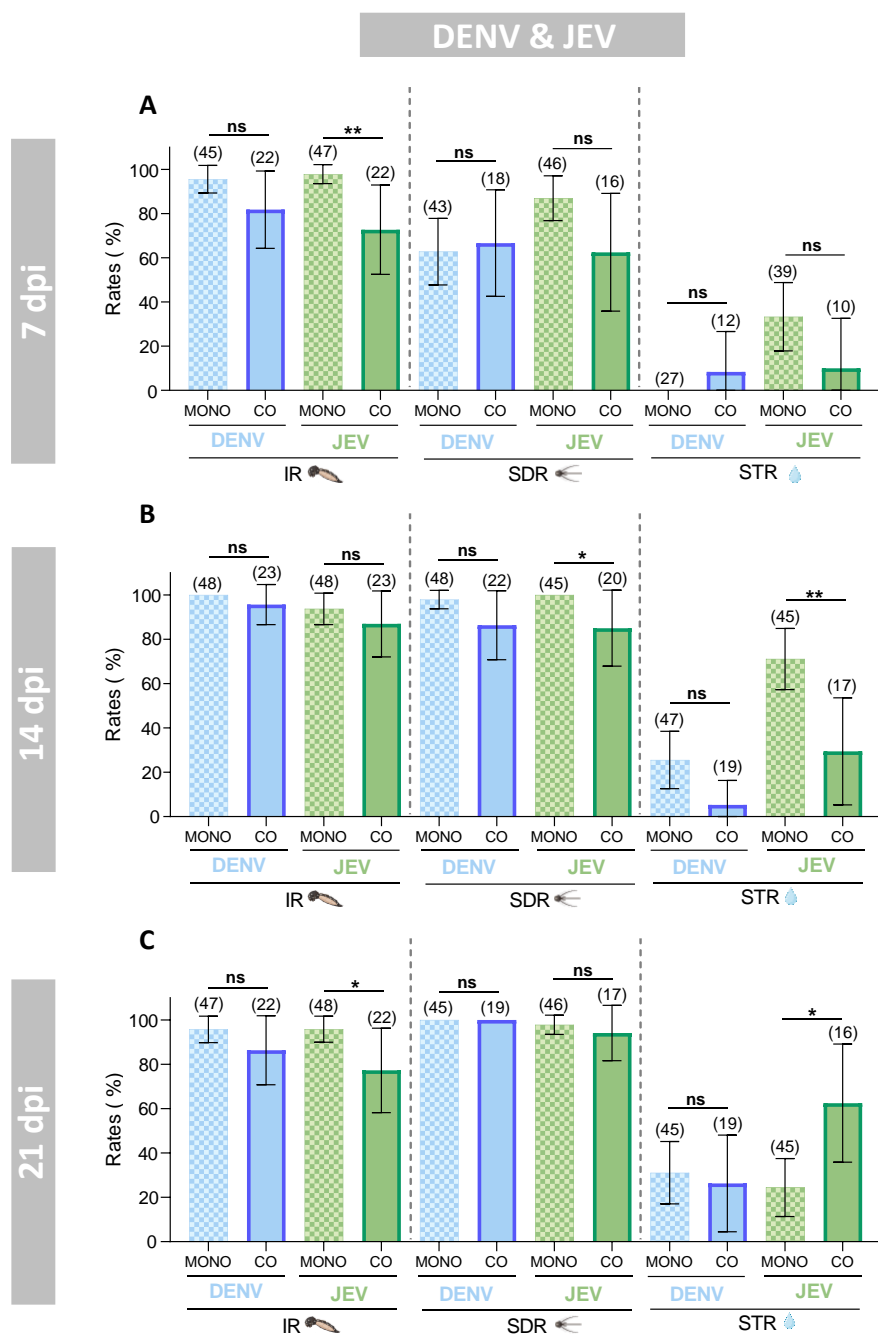 DENV & JEV
7 dpi
A
ns ** ns ns ns ns
(45) (22) (47) (22) (43) (18) (46) (16) (27) (12) (39) (10)
Rates ( %)
100
80
60
40
20
0
MONO CO MONO CO MONO CO MONO CO MONO CO MONO CO
DENV JEV DENV JEV DENV JEV
IR SDR STR
14 dpi
B
ns ns ns * ns **
(48) (23) (48) (23) (48) (22) (45) (20) (47) (19) (45) (17)
Rates ( %)
100
80
60
40
20
0
MONO CO MONO CO MONO CO MONO CO MONO CO MONO CO
DENV JEV DENV JEV DENV JEV
IR SDR STR
21 dpi
C
ns * ns ns ns *
(47) (22) (48) (22) (45) (19) (46) (17) (45) (19) (45) (16)
Rates ( %)
100
80
60
40
20
0
MONO CO MONO CO MONO CO MONO CO MONO CO MONO CO
DENV JEV DENV JEV DENV JEV
IR SDR STR